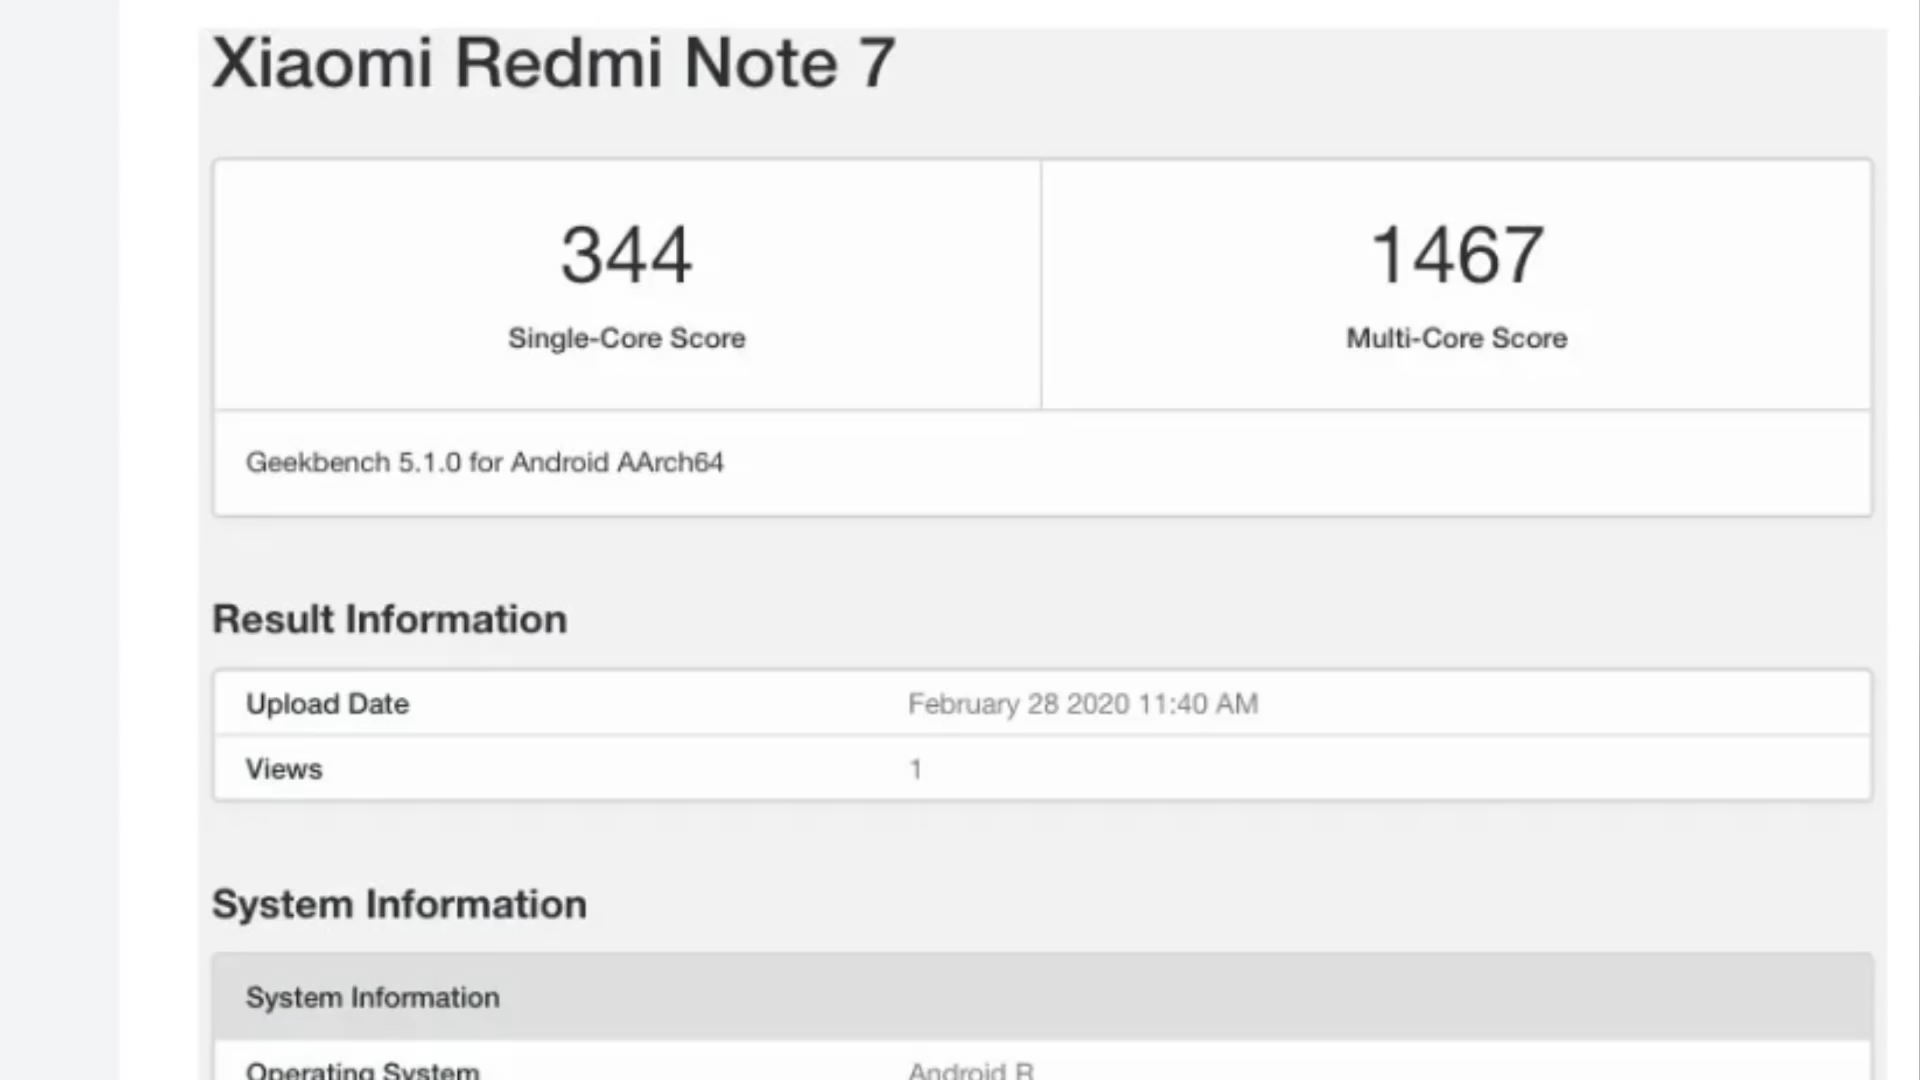 Xiaomi Redmi Note 7
344
Single-Core Score
1467
Multi-Core Score
Geekbench 5.1.0 for Android AArch64
Result Information
Upload Date February 28 2020 11:40 AM
Views 1
System Information
System Information
Operating System Android R